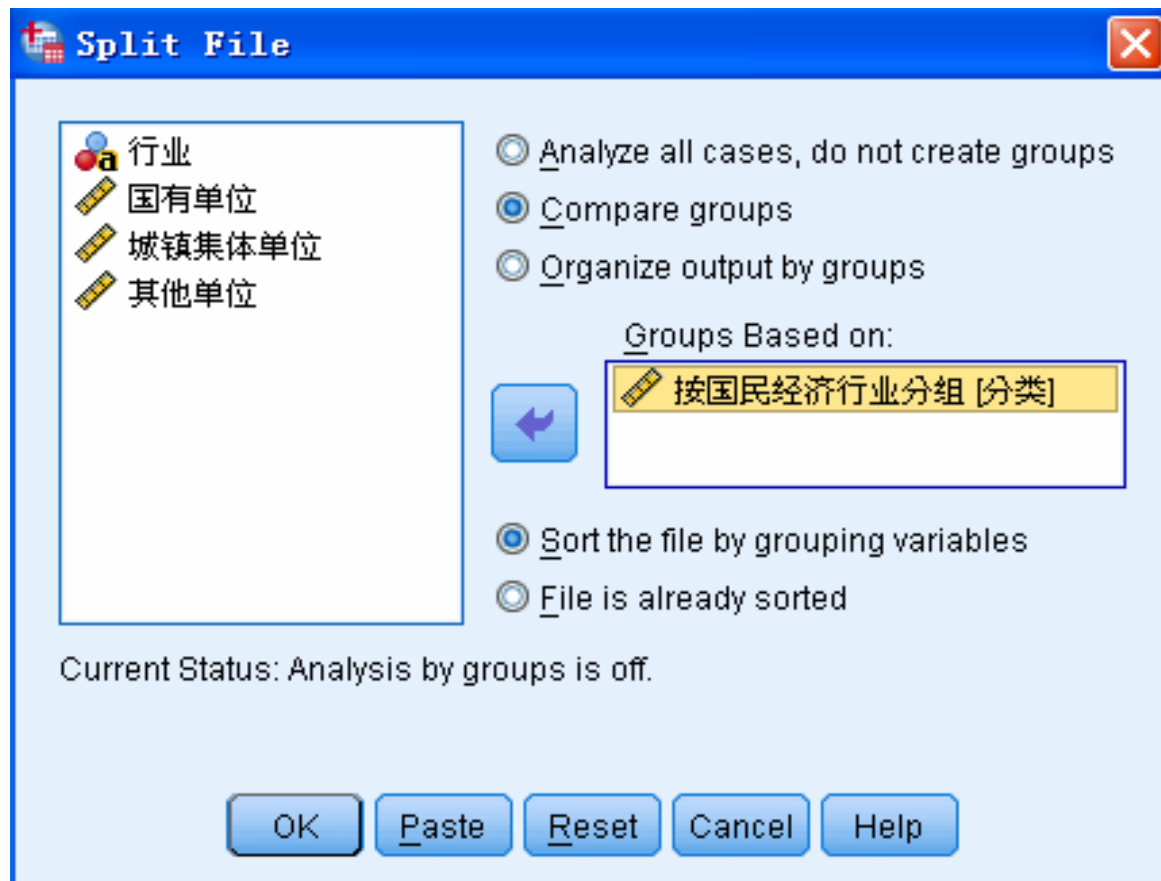 Split File
行业
国有单位
城镇集体单位
其他单位
Analyze all cases, do not create groups
Compare groups
Organize output by groups
Groups Based on:
按国民经济行业分组 [分类]
Sort the file by grouping variables
File is already sorted
Current Status: Analysis by groups is off.
OK
Paste
Reset
Cancel
Help